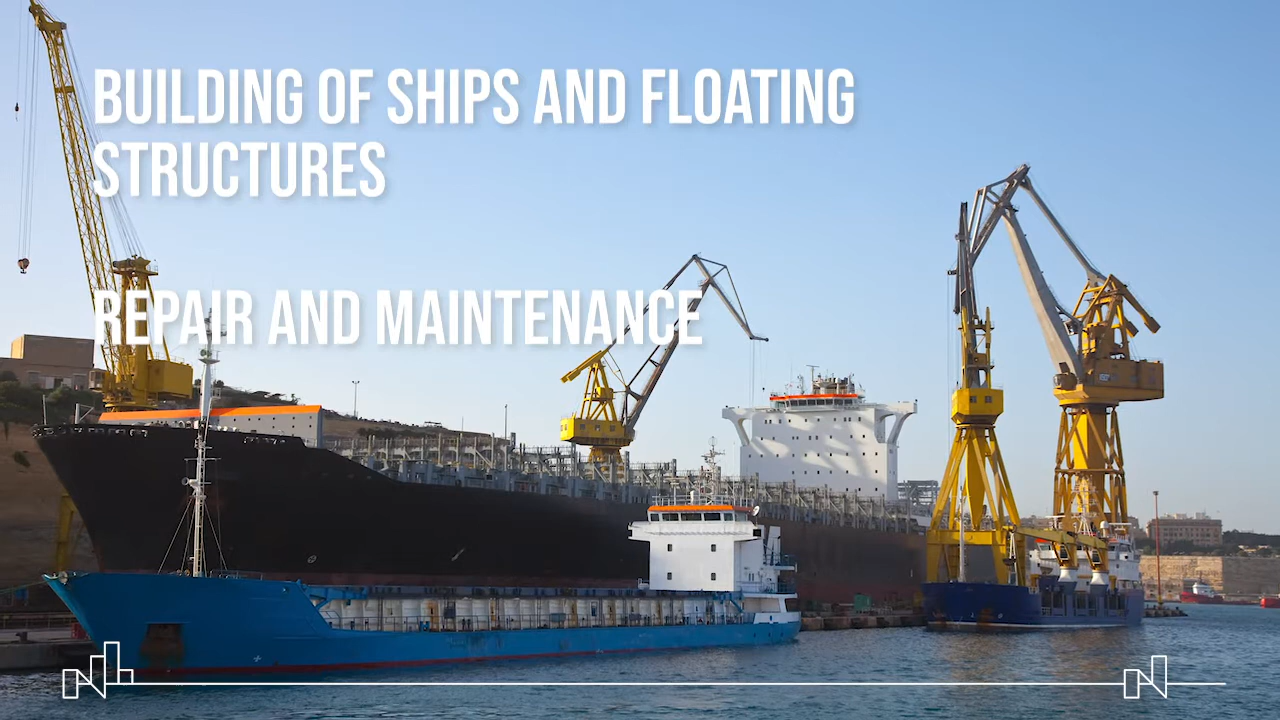 BUILDING OF SHIPS AND FLOATING
STRUCTURES
REPAIR AND MAINTENANCE